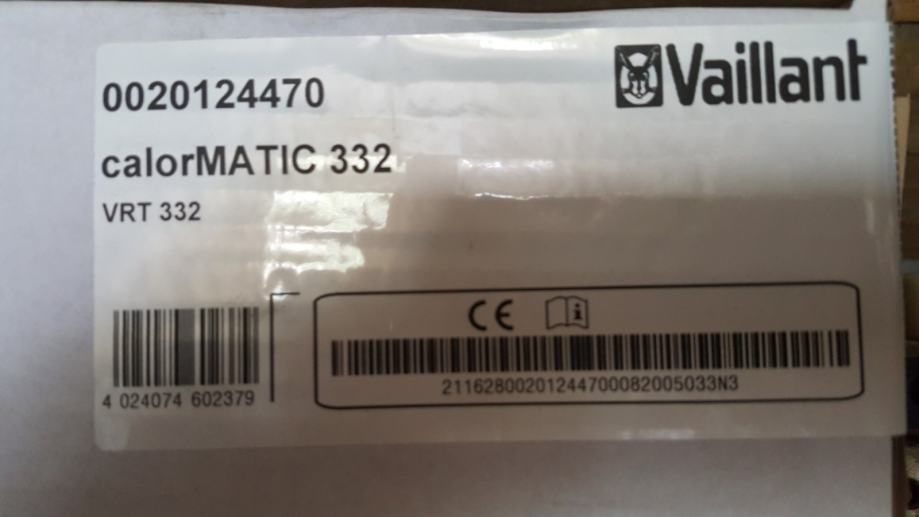 0020124470
Vaillant
calorMATIC 332
VRT 332
CE
4 024074 602379
21162800201244700082005033N3